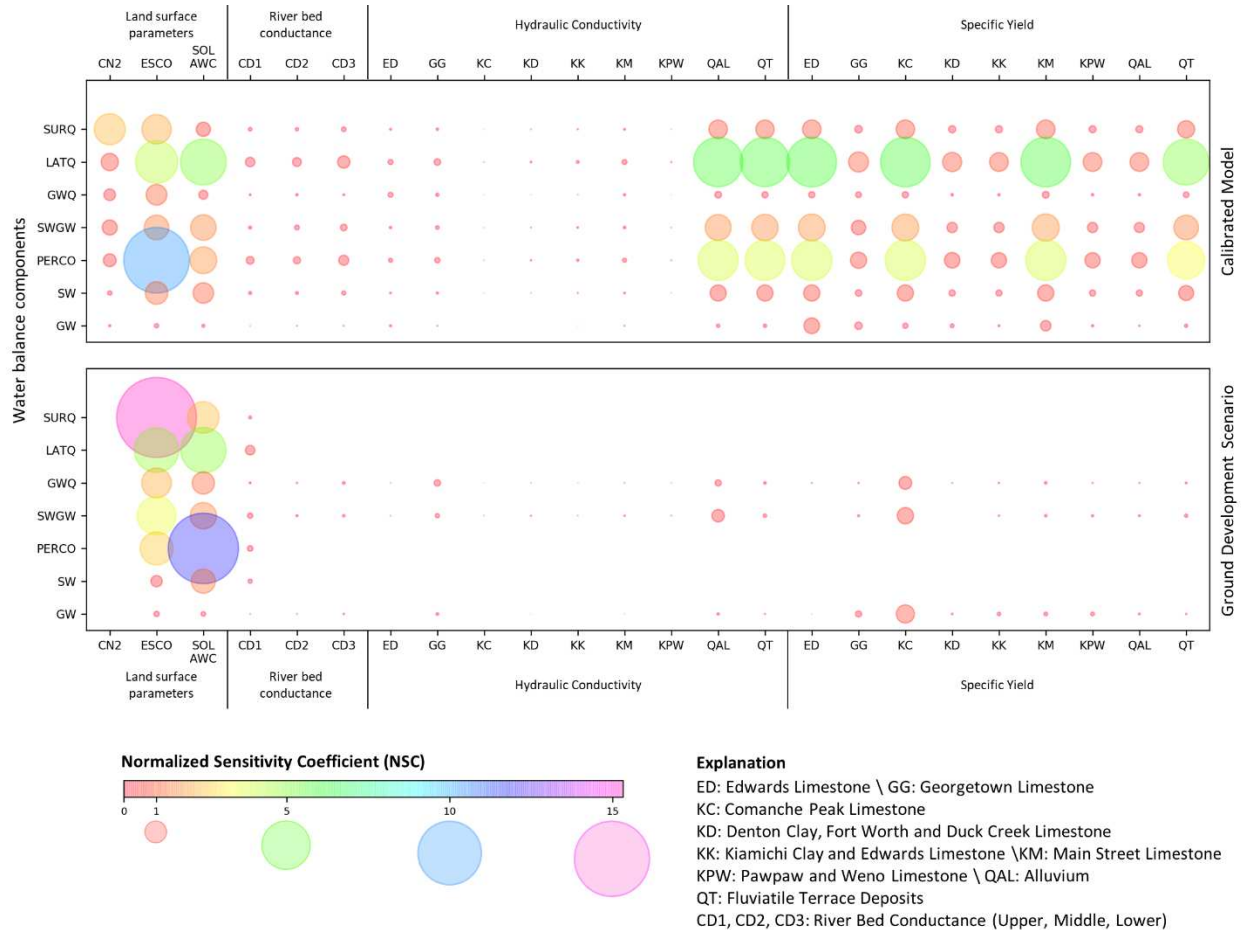 Land surface parameters
River bed conductance
Hydraulic Conductivity
Specific Yield
CN2 ESCO SOL AWC CD1 CD2 CD3 ED GG KC KD KK KM KPW QAL QT ED GG KC KD KK KM KPW QAL QT
Water balance components
SURQ
LATQ
GWQ
SWGW
PERCO
SW
GW
Calibrated Model
SURQ
LATQ
GWQ
SWGW
PERCO
SW
GW
Ground Development Scenario
CN2 ESCO SOL AWC CD1 CD2 CD3 ED GG KC KD KK KM KPW QAL QT ED GG KC KD KK KM KPW QAL QT
Land surface parameters
River bed conductance
Hydraulic Conductivity
Specific Yield
Normalized Sensitivity Coefficient (NSC)
0 1 5 10 15
Explanation
ED: Edwards Limestone \ GG: Georgetown Limestone
KC: Comanche Peak Limestone
KD: Denton Clay, Fort Worth and Duck Creek Limestone
KK: Kiamichi Clay and Edwards Limestone \KM: Main Street Limestone
KPW: Pawpaw and Weno Limestone \ QAL: Alluvium
QT: Fluviatile Terrace Deposits
CD1, CD2, CD3: River Bed Conductance (Upper, Middle, Lower)